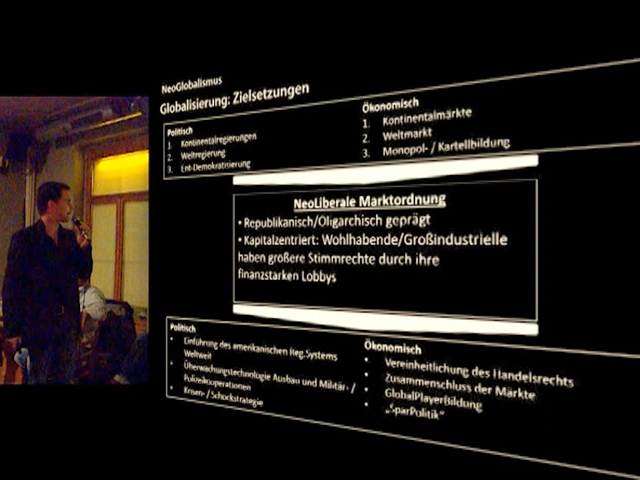 NeoGlobalismus
Globalisierung: Zielsetzungen
Politisch
1. Kontinentalregierungen
2. Weltregierung
3. Ent-Demokratisierung
Ökonomisch
1. Kontinentalmärkte
2. Weltmarkt
3. Monopol- / Kartellbildung
NeoLiberale Marktordnung
• Republikanisch/Oligarchisch geprägt
• Kapitalzentriert: Wohlhabende/Großindustrielle
haben größere Stimmrechte durch ihre
finanzstarken Lobbys
Politisch
• Einführung des amerikanischen Reg.Systems
Weltweit
• Überwachungstechnologie Ausbau und Militär- /
Polizeikooperationen
• Krisen- / Schockstrategie
Ökonomisch
• Vereinheitlichung des Handelsrechts
• Zusammenschluss der Märkte
• GlobalPlayerBildung
• „SparPolitik“